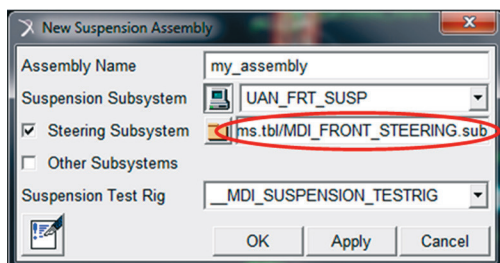 New Suspension Assembly
Assembly Name my_assembly
Suspension Subsystem UAN_FRT_SUSP
Steering Subsystem ms.tbl/MDI_FRONT_STEERING.sub
Other Subsystems
Suspension Test Rig __MDI_SUSPENSION_TESTRIG
OK Apply Cancel